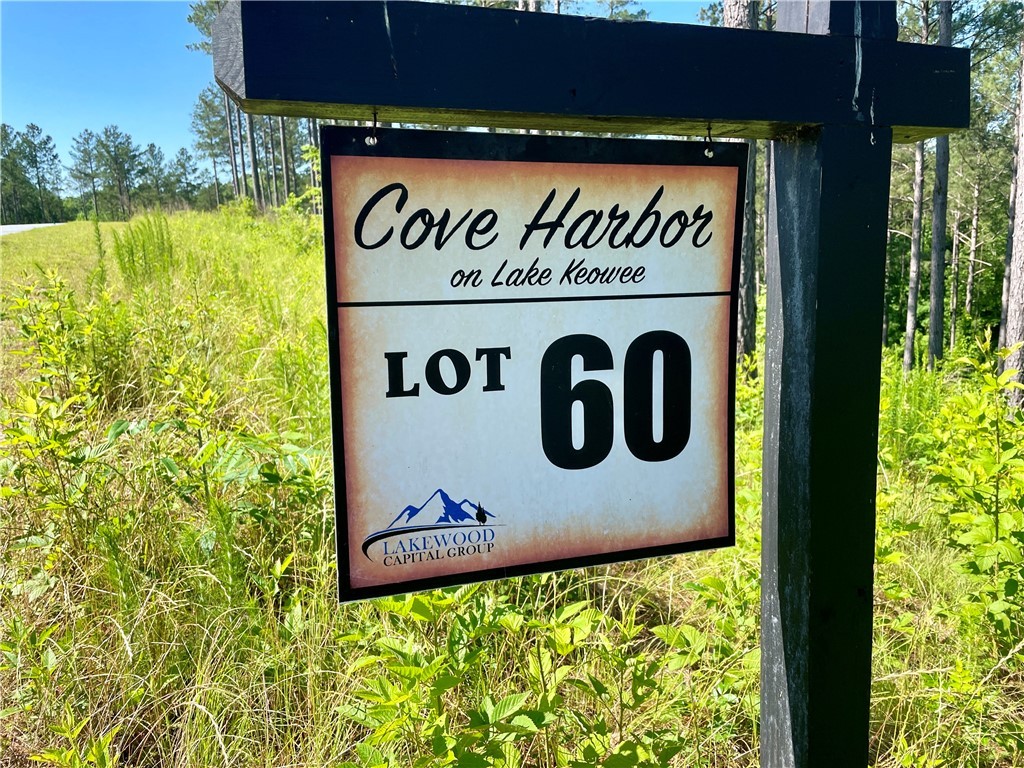 Cove Harbor
on Lake Keowee
LOT 60
LAKEWOOD
CAPITAL GROUP